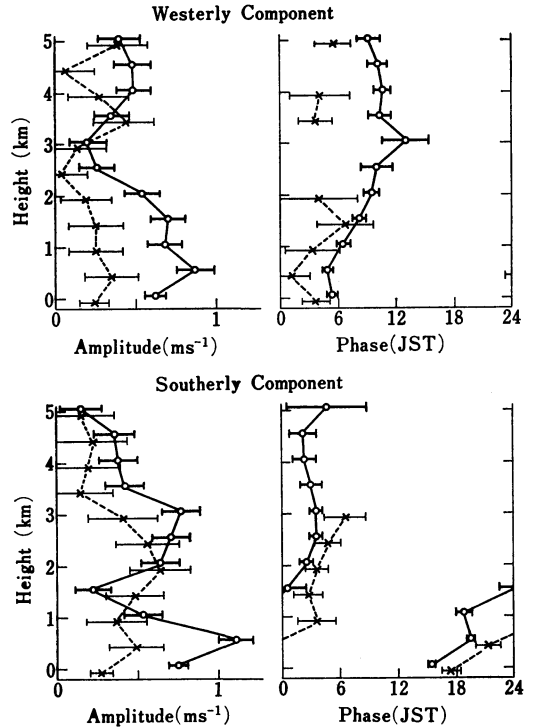 Westerly Component
5
4
3
2
1
0
Height (km)
0 1
Amplitude(ms⁻¹)
0 6 12 18 24
Phase(JST)
Southerly Component
5
4
3
2
1
0
Height (km)
0 1
Amplitude(ms⁻¹)
0 6 12 18 24
Phase(JST)